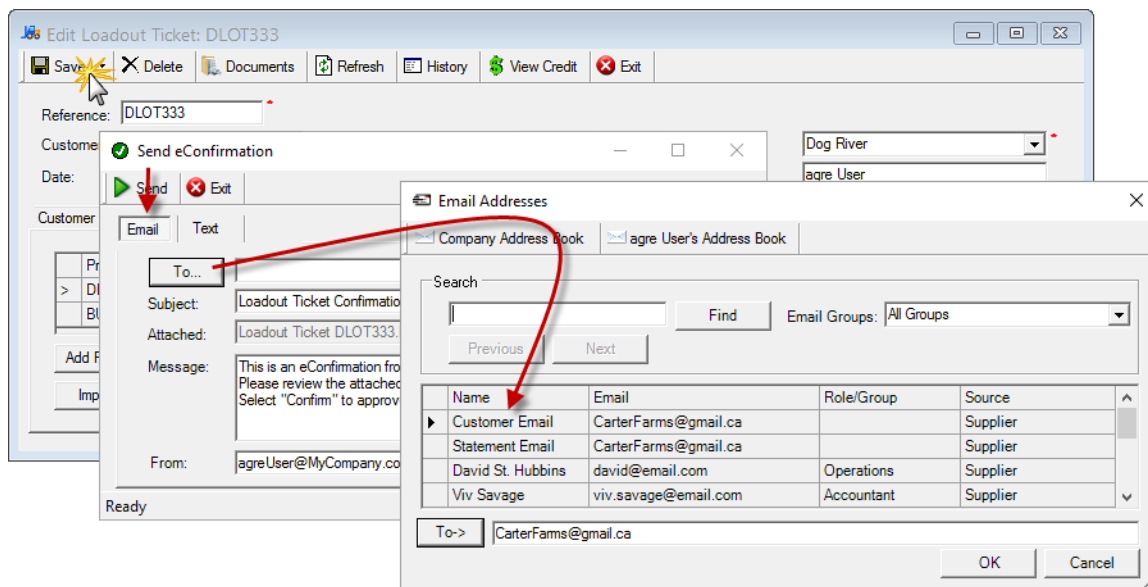 Edit Loadout Ticket: DLOT333
Save Delete Documents Refresh History View Credit Exit
Reference: DLOT333 *
Customer
Dog River *
Date:
agre User
Customer
Pr
> DI
BU
Add F
Imp
Send eConfirmation
Send Exit
Email Text
To...
Subject: Loadout Ticket Confirmatio
Attached: Loadout Ticket DLOT333.
Message: This is an eConfirmation fro
Please review the attached
Select "Confirm" to approv
From: agreUser@MyCompany.co
Ready
Email Addresses
Company Address Book agre User's Address Book
Search
Find Email Groups: All Groups
Previous Next
Name Email Role/Group Source
Customer Email CarterFarms@gmail.ca Supplier
Statement Email CarterFarms@gmail.ca Supplier
David St. Hubbins david@email.com Operations Supplier
Viv Savage viv.savage@email.com Accountant Supplier
To-> CarterFarms@gmail.ca
OK Cancel